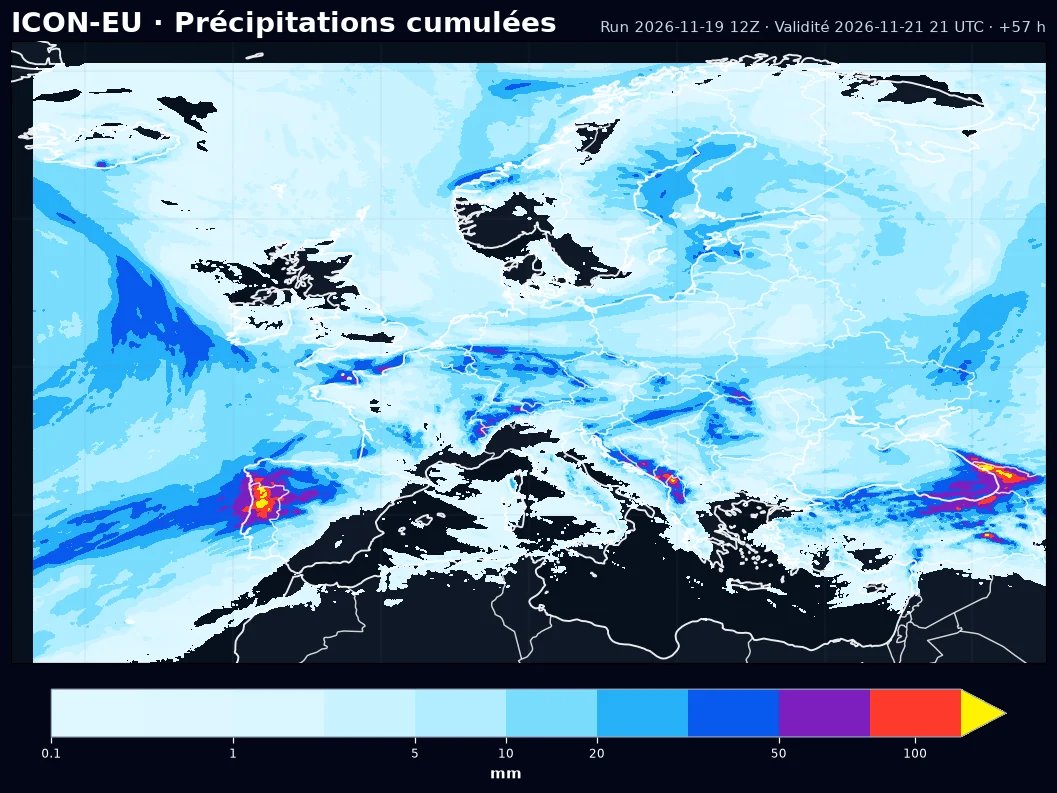 ICON-EU · Précipitations cumulées
Run 2026-11-19 12Z · Validité 2026-11-21 21 UTC · +57 h
0.1 1 5 10 20 50 100
mm